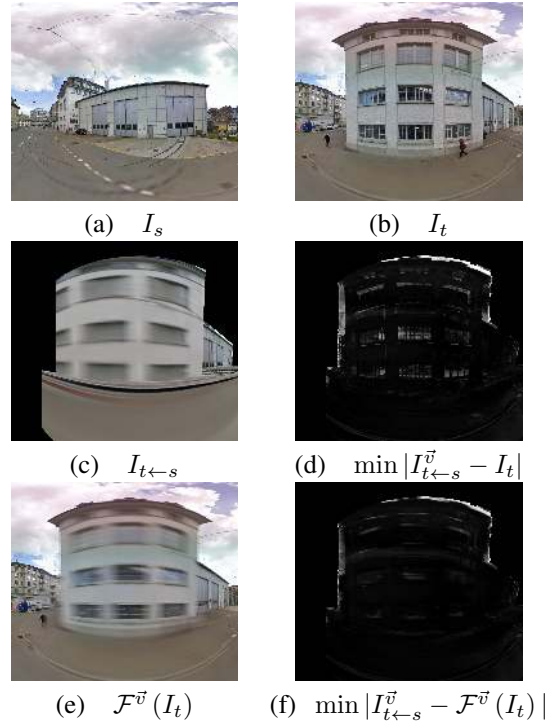 (a) I_s (b) I_t
(c) I_{t←s} (d) min |I^{\vec{v}}_{t←s} − I_t|
(e) \mathcal{F}^{\vec{v}} (I_t) (f) min |I^{\vec{v}}_{t←s} − \mathcal{F}^{\vec{v}} (I_t) |